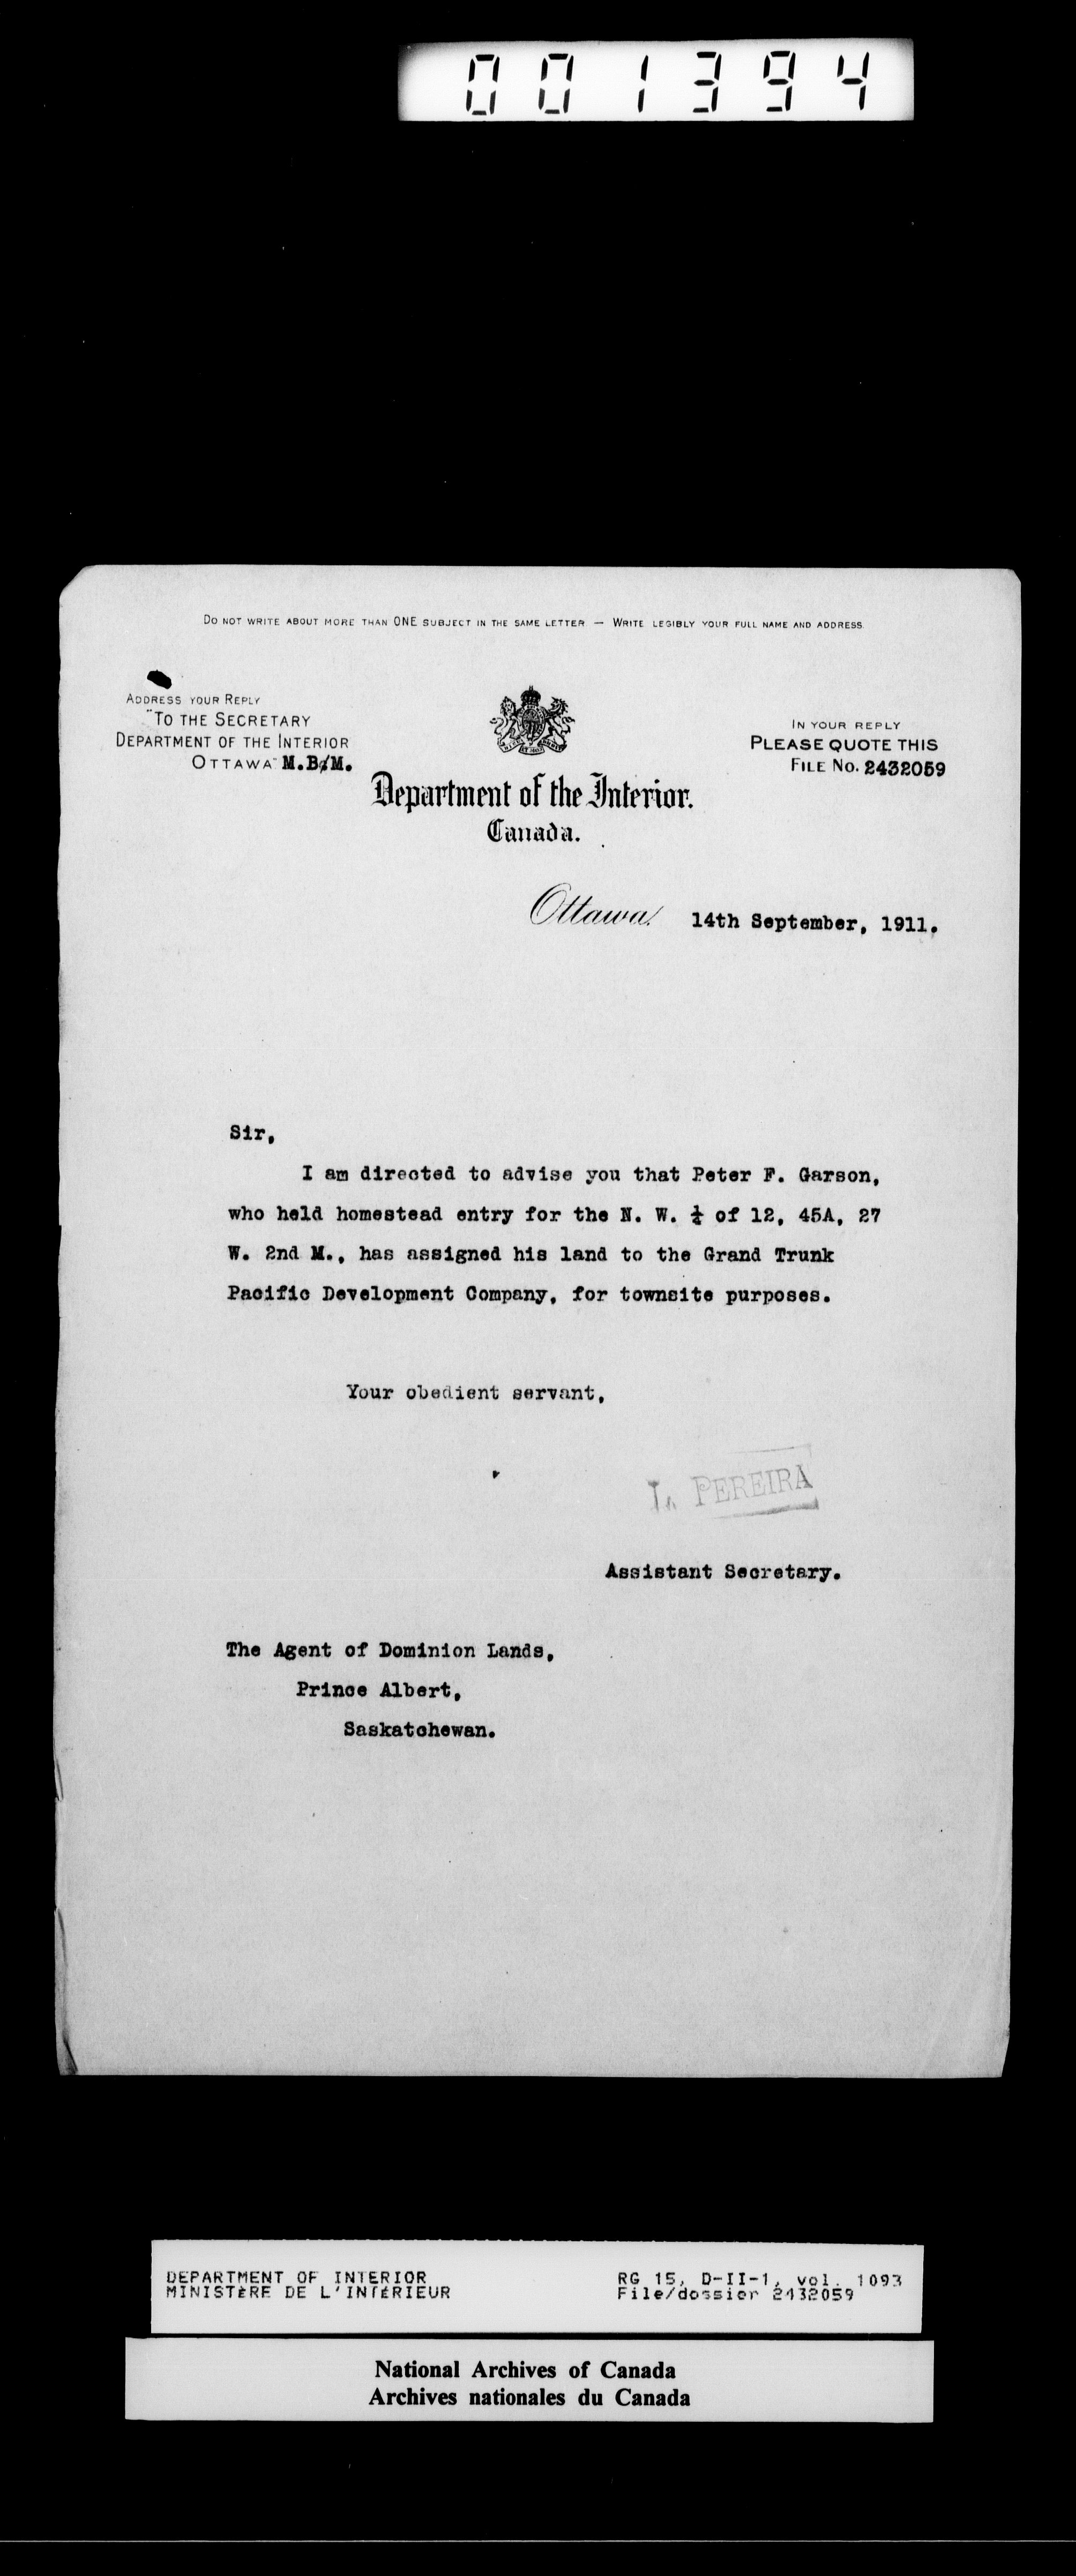 001394
DO NOT WRITE ABOUT MORE THAN ONE SUBJECT IN THE SAME LETTER — WRITE LEGIBLY YOUR FULL NAME AND ADDRESS.
ADDRESS YOUR REPLY
"TO THE SECRETARY
DEPARTMENT OF THE INTERIOR
OTTAWA" M.B/M.
IN YOUR REPLY
PLEASE QUOTE THIS
FILE NO. 2432059
Department of the Interior.
Canada.
Ottawa, 14th September, 1911.
Sir,
I am directed to advise you that Peter F. Garson,
who held homestead entry for the N. W. ¼ of 12, 45A, 27
W. 2nd M., has assigned his land to the Grand Trunk
Pacific Development Company, for townsite purposes.
Your obedient servant,
L. PEREIRA
Assistant Secretary.
The Agent of Dominion Lands,
Prince Albert,
Saskatchewan.
DEPARTMENT OF INTERIOR
MINISTÈRE DE L'INTÉRIEUR
RG 15, D-II-1, vol. 1093
File/dossier 2432059
National Archives of Canada
Archives nationales du Canada